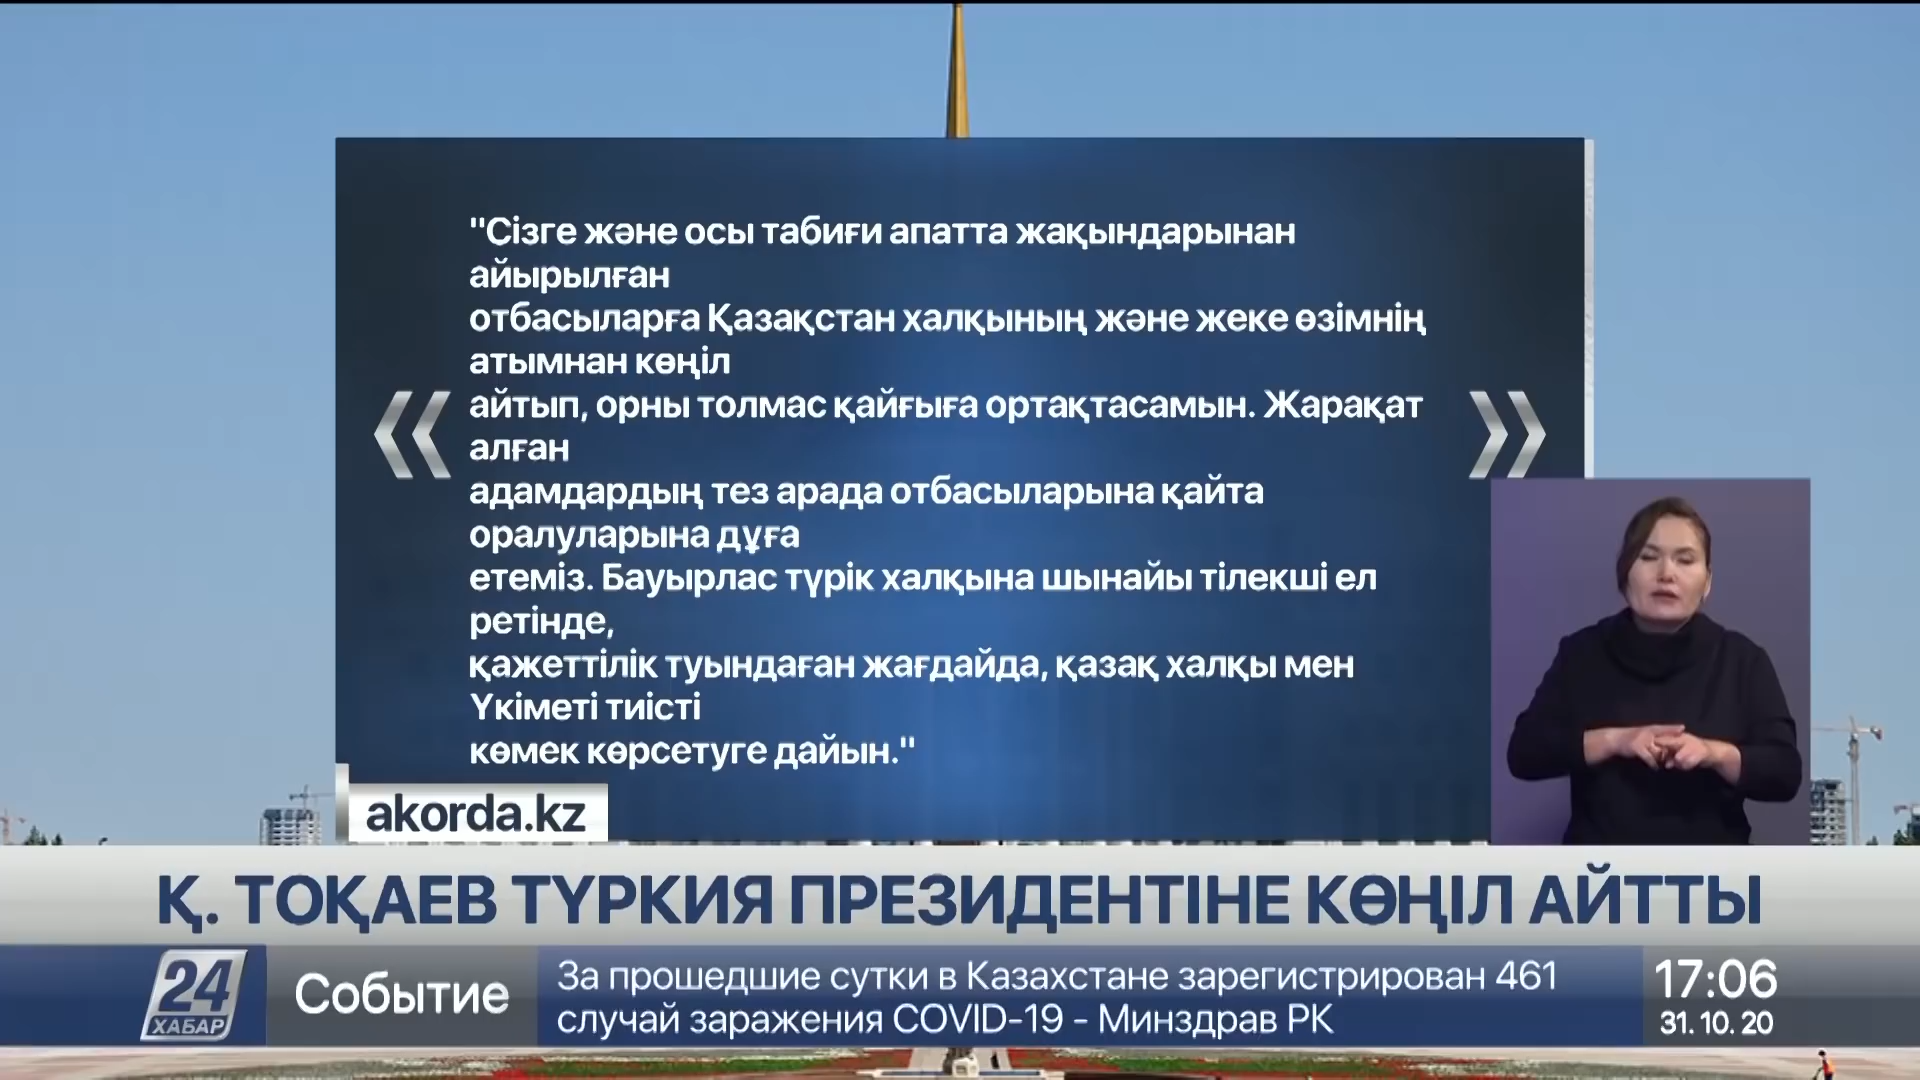 "Сізге және осы табиғи апатта жақындарынан
айырылған
отбасыларға Қазақстан халқының және жеке өзімнің
атымнан көңіл
айтып, орны толмас қайғыға ортақтасамын. Жарақат
алған
адамдардың тез арада отбасыларына қайта
оралуларына дұға
етеміз. Бауырлас түрік халқына шынайы тілекші ел
ретінде,
қажеттілік туындаған жағдайда, қазақ халқы мен
Үкіметі тиісті
көмек көрсетуге дайын."
akorda.kz
Қ. ТОҚАЕВ ТҮРКИЯ ПРЕЗИДЕНТІНЕ КӨҢІЛ АЙТТЫ
24
ХАБАР
Событие
За прошедшие сутки в Казахстане зарегистрирован 461
случай заражения COVID-19 - Минздрав РК
17:06
31. 10. 20